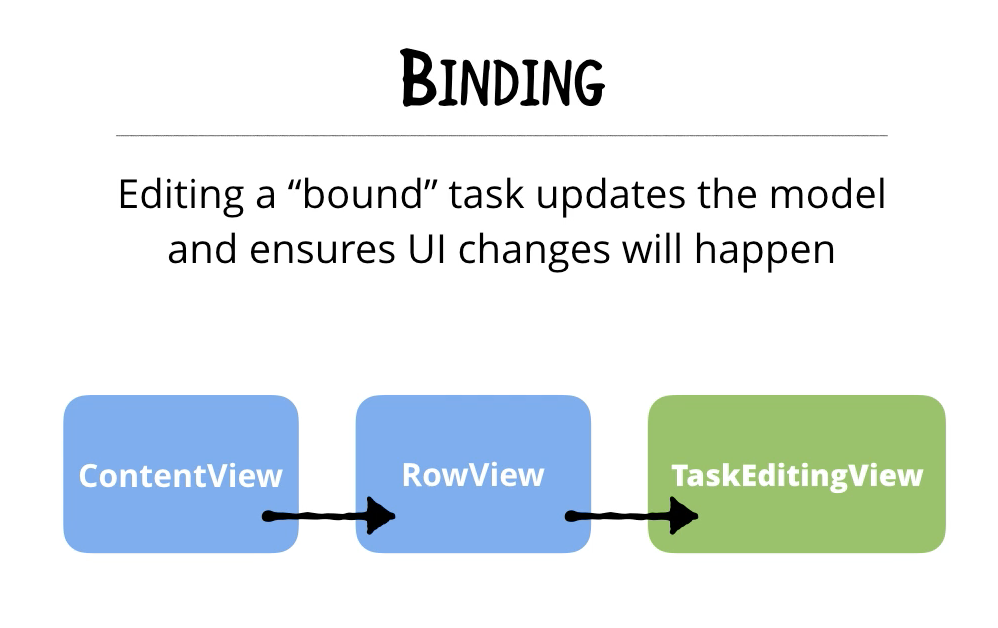 BINDING
Editing a “bound” task updates the model
and ensures UI changes will happen
ContentView
RowView
TaskEditingView